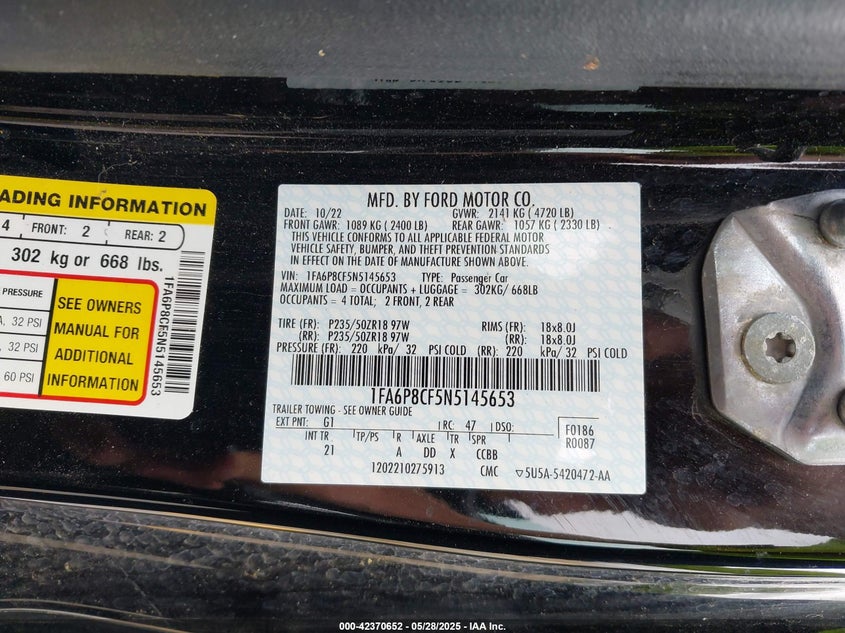 ADING INFORMATION
4 FRONT: 2 REAR: 2
302 kg or 668 lbs.
PRESSURE
32 PSI
32 PSI
60 PSI
SEE OWNERS
MANUAL FOR
ADDITIONAL
INFORMATION
1FA6P8CF5N5145653
MFD. BY FORD MOTOR CO.
DATE: 10/22 GVWR: 2141 KG ( 4720 LB)
FRONT GAWR: 1089 KG ( 2400 LB) REAR GAWR: 1057 KG ( 2330 LB)
THIS VEHICLE CONFORMS TO ALL APPLICABLE FEDERAL MOTOR
VEHICLE SAFETY, BUMPER, AND THEFT PREVENTION STANDARDS
IN EFFECT ON THE DATE OF MANUFACTURE SHOWN ABOVE.
VIN: 1FA6P8CF5N5145653 TYPE: Passenger Car
MAXIMUM LOAD = OCCUPANTS + LUGGAGE = 302KG/ 668LB
OCCUPANTS = 4 TOTAL; 2 FRONT, 2 REAR
TIRE (FR): P235/50ZR18 97W RIMS (FR): 18x8.0J
(RR): P235/50ZR18 97W (RR): 18x8.0J
PRESSURE (FR): 220 kPa/ 32 PSI COLD (RR): 220 kPa/ 32 PSI COLD
1FA6P8CF5N5145653
TRAILER TOWING - SEE OWNER GUIDE
EXT PNT: G1 RC: 47 DSO: F0186
R0087
INT TR TP/PS R AXLE TR SPR
21 A DD X CCBB
1202210275913 CMC ▽5U5A-5420472-AA
000-42370652 - 05/28/2025 - IAA Inc.